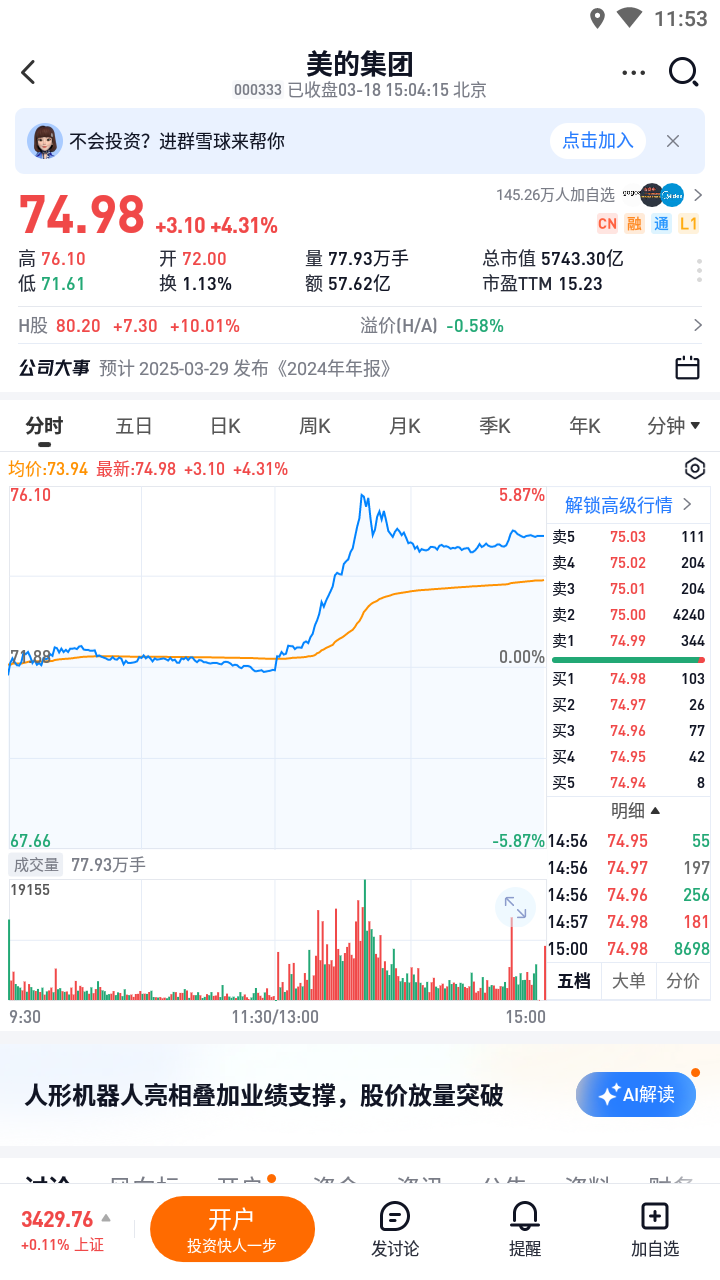 11:53
美的集团
000333 已收盘03-18 15:04:15 北京
不会投资？进群雪球来帮你
点击加入
74.98 +3.10 +4.31%
145.26万人加自选
CN 融 通 L1
高 76.10 开 72.00 量 77.93万手 总市值 5743.30亿
低 71.61 换 1.13% 额 57.62亿 市盈TTM 15.23
H股 80.20 +7.30 +10.01% 溢价(H/A) -0.58%
公司大事 预计 2025-03-29 发布《2024年年报》
分时 五日 日K 周K 月K 季K 年K 分钟
均价:73.94 最新:74.98 +3.10 +4.31%
76.10 5.87%
71.88 0.00%
67.66 -5.87%
成交量 77.93万手
19155
9:30 11:30/13:00 15:00
解锁高级行情
卖5 75.03 111
卖4 75.02 204
卖3 75.01 204
卖2 75.00 4240
卖1 74.99 344
买1 74.98 103
买2 74.97 26
买3 74.96 77
买4 74.95 42
买5 74.94 8
明细
14:56 74.95 55
14:56 74.97 197
14:56 74.96 256
14:57 74.98 181
15:00 74.98 8698
五档 大单 分价
人形机器人亮相叠加业绩支撑，股价放量突破
AI解读
3429.76
+0.11% 上证
开户
投资快人一步
发讨论
提醒
加自选